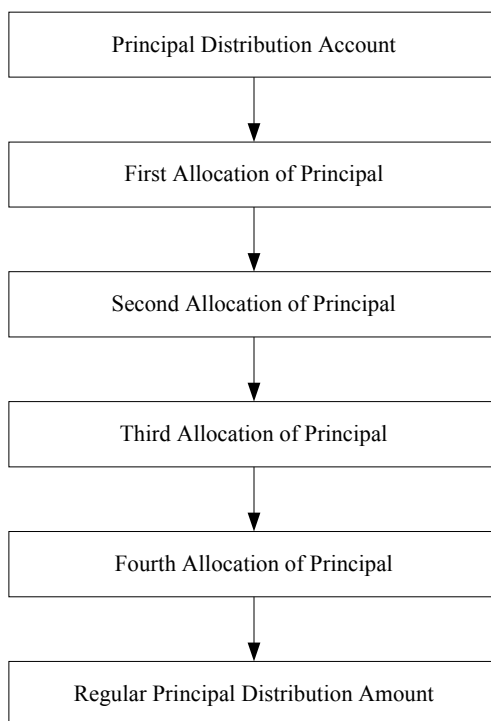 Principal Distribution Account
First Allocation of Principal
Second Allocation of Principal
Third Allocation of Principal
Fourth Allocation of Principal
Regular Principal Distribution Amount